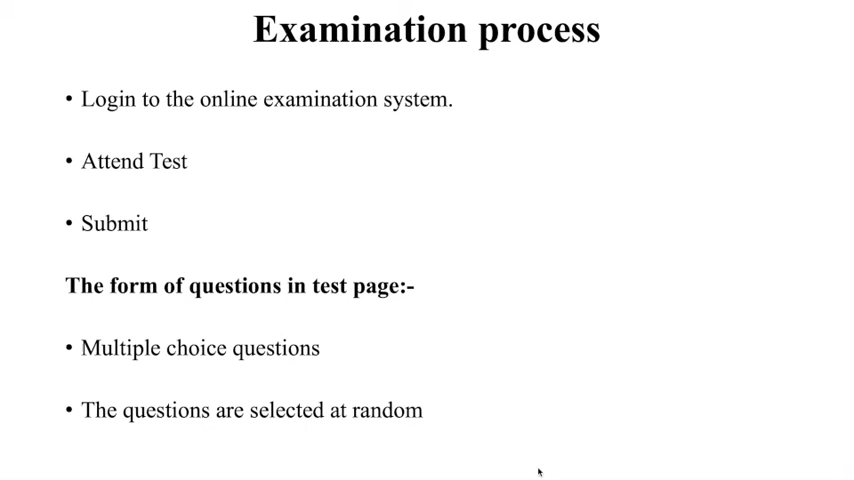 Examination process
• Login to the online examination system.
• Attend Test
• Submit
The form of questions in test page:-
• Multiple choice questions
• The questions are selected at random